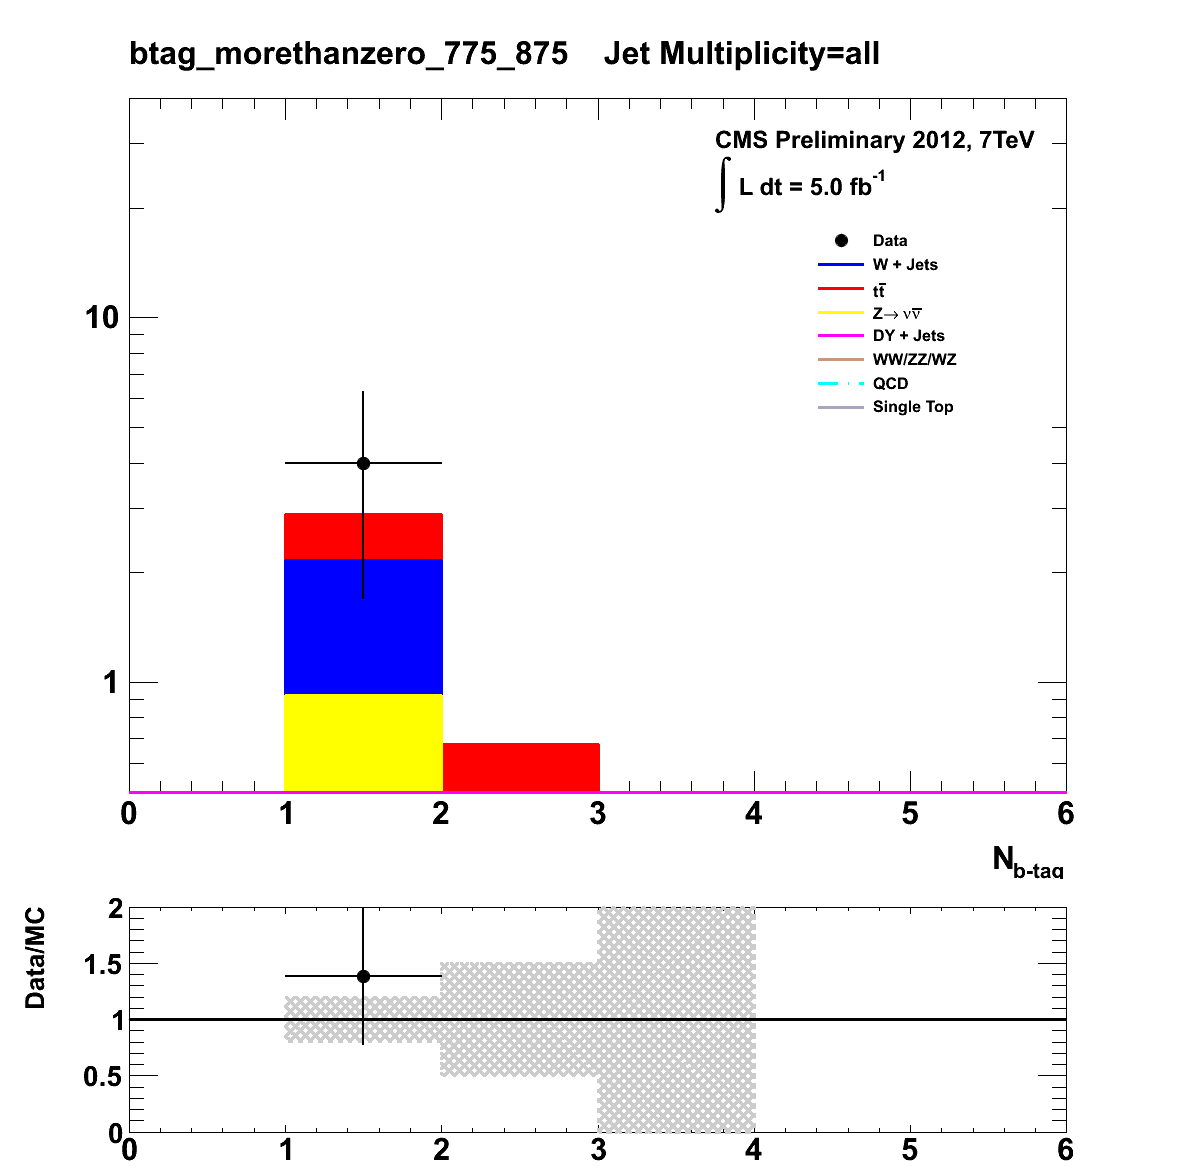 btag_morethanzero_775_875 Jet Multiplicity=all
CMS Preliminary 2012, 7TeV
∫ L dt = 5.0 fb⁻¹
Data
W + Jets
tt̅
Z→ νν̅
DY + Jets
WW/ZZ/WZ
QCD
Single Top
10
1
0 1 2 3 4 5 6
N_b-tag
Data/MC
2
1.5
1
0.5
0
0 1 2 3 4 5 6